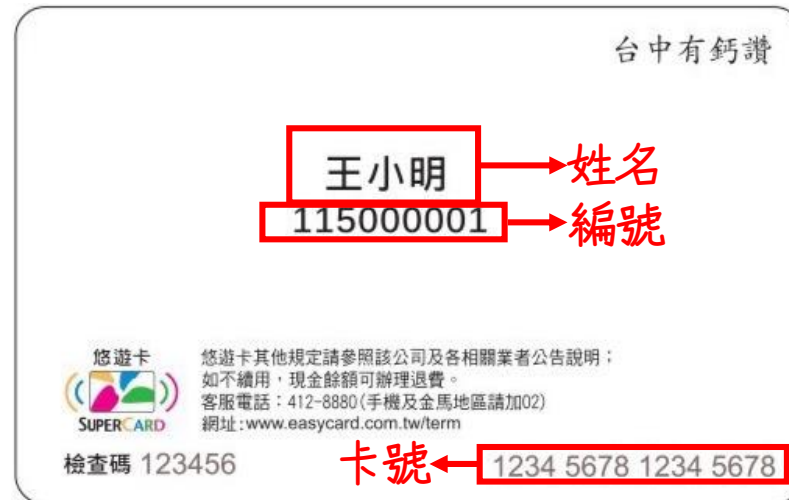 台中有鈣讚
王小明
姓名
115000001
編號
悠遊卡
SUPERCARD
悠遊卡其他規定請參照該公司及各相關業者公告說明；
如不續用，現金餘額可辦理退費。
客服電話：412-8880(手機及金馬地區請加02)
網址:www.easycard.com.tw/term
檢查碼 123456
卡號
1234 5678 1234 5678